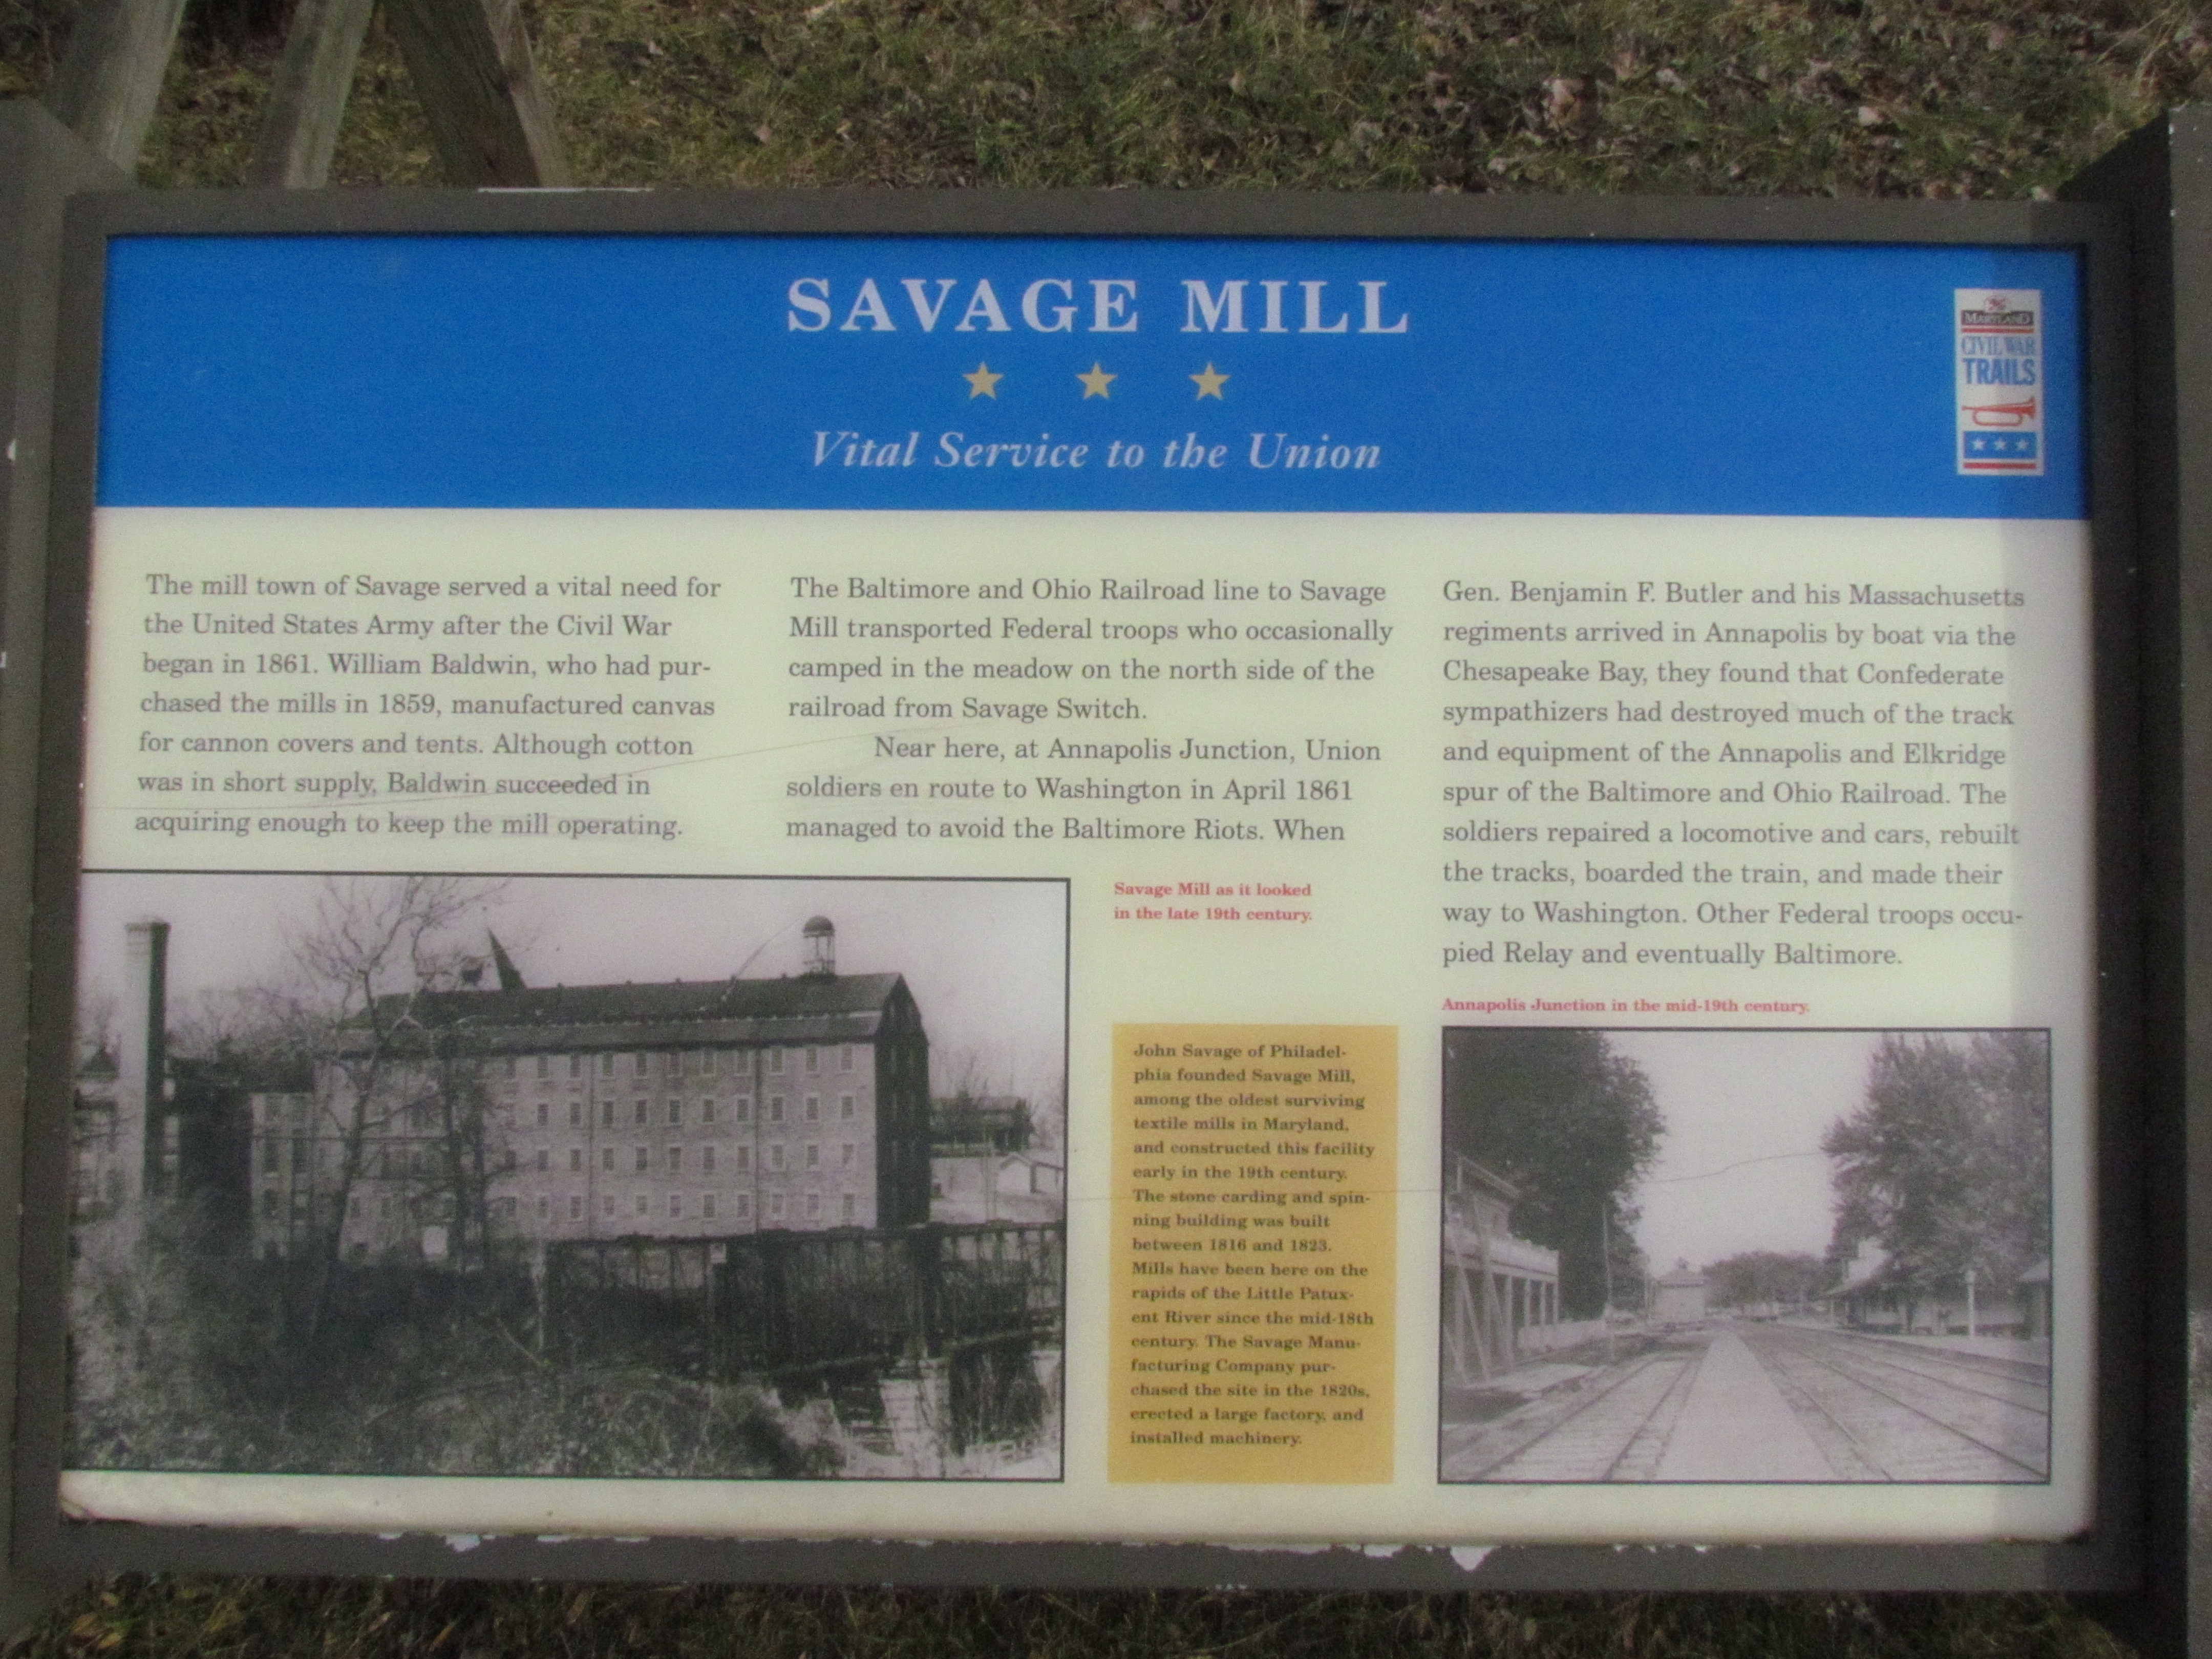 SAVAGE MILL
Vital Service to the Union
MARYLAND
CIVIL WAR
TRAILS
The mill town of Savage served a vital need for
the United States Army after the Civil War
began in 1861. William Baldwin, who had pur-
chased the mills in 1859, manufactured canvas
for cannon covers and tents. Although cotton
was in short supply, Baldwin succeeded in
acquiring enough to keep the mill operating.
The Baltimore and Ohio Railroad line to Savage
Mill transported Federal troops who occasionally
camped in the meadow on the north side of the
railroad from Savage Switch.
Near here, at Annapolis Junction, Union
soldiers en route to Washington in April 1861
managed to avoid the Baltimore Riots. When
Gen. Benjamin F. Butler and his Massachusetts
regiments arrived in Annapolis by boat via the
Chesapeake Bay, they found that Confederate
sympathizers had destroyed much of the track
and equipment of the Annapolis and Elkridge
spur of the Baltimore and Ohio Railroad. The
soldiers repaired a locomotive and cars, rebuilt
the tracks, boarded the train, and made their
way to Washington. Other Federal troops occu-
pied Relay and eventually Baltimore.
Savage Mill as it looked
in the late 19th century.
John Savage of Philadel-
phia founded Savage Mill,
among the oldest surviving
textile mills in Maryland,
and constructed this facility
early in the 19th century.
The stone carding and spin-
ning building was built
between 1816 and 1823.
Mills have been here on the
rapids of the Little Patux-
ent River since the mid-18th
century. The Savage Manu-
facturing Company pur-
chased the site in the 1820s,
erected a large factory, and
installed machinery.
Annapolis Junction in the mid-19th century.